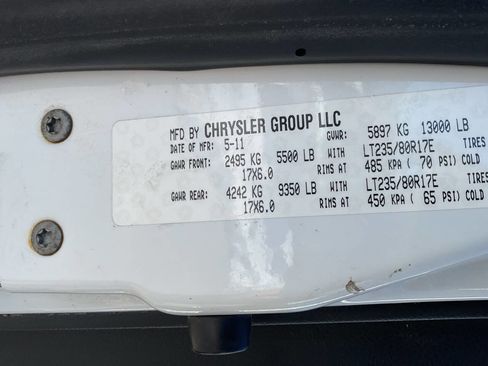 MFD BY CHRYSLER GROUP LLC
DATE OF MFR: 5-11 GVWR: 5897 KG 13000 LB
GAWR FRONT: 2495 KG 5500 LB WITH LT235/80R17E TIRES
17X6.0 RIMS AT 485 KPA ( 70 PSI) COLD
GAWR REAR: 4242 KG 9350 LB WITH LT235/80R17E TIRES
17X6.0 RIMS AT 450 KPA ( 65 PSI) COLD